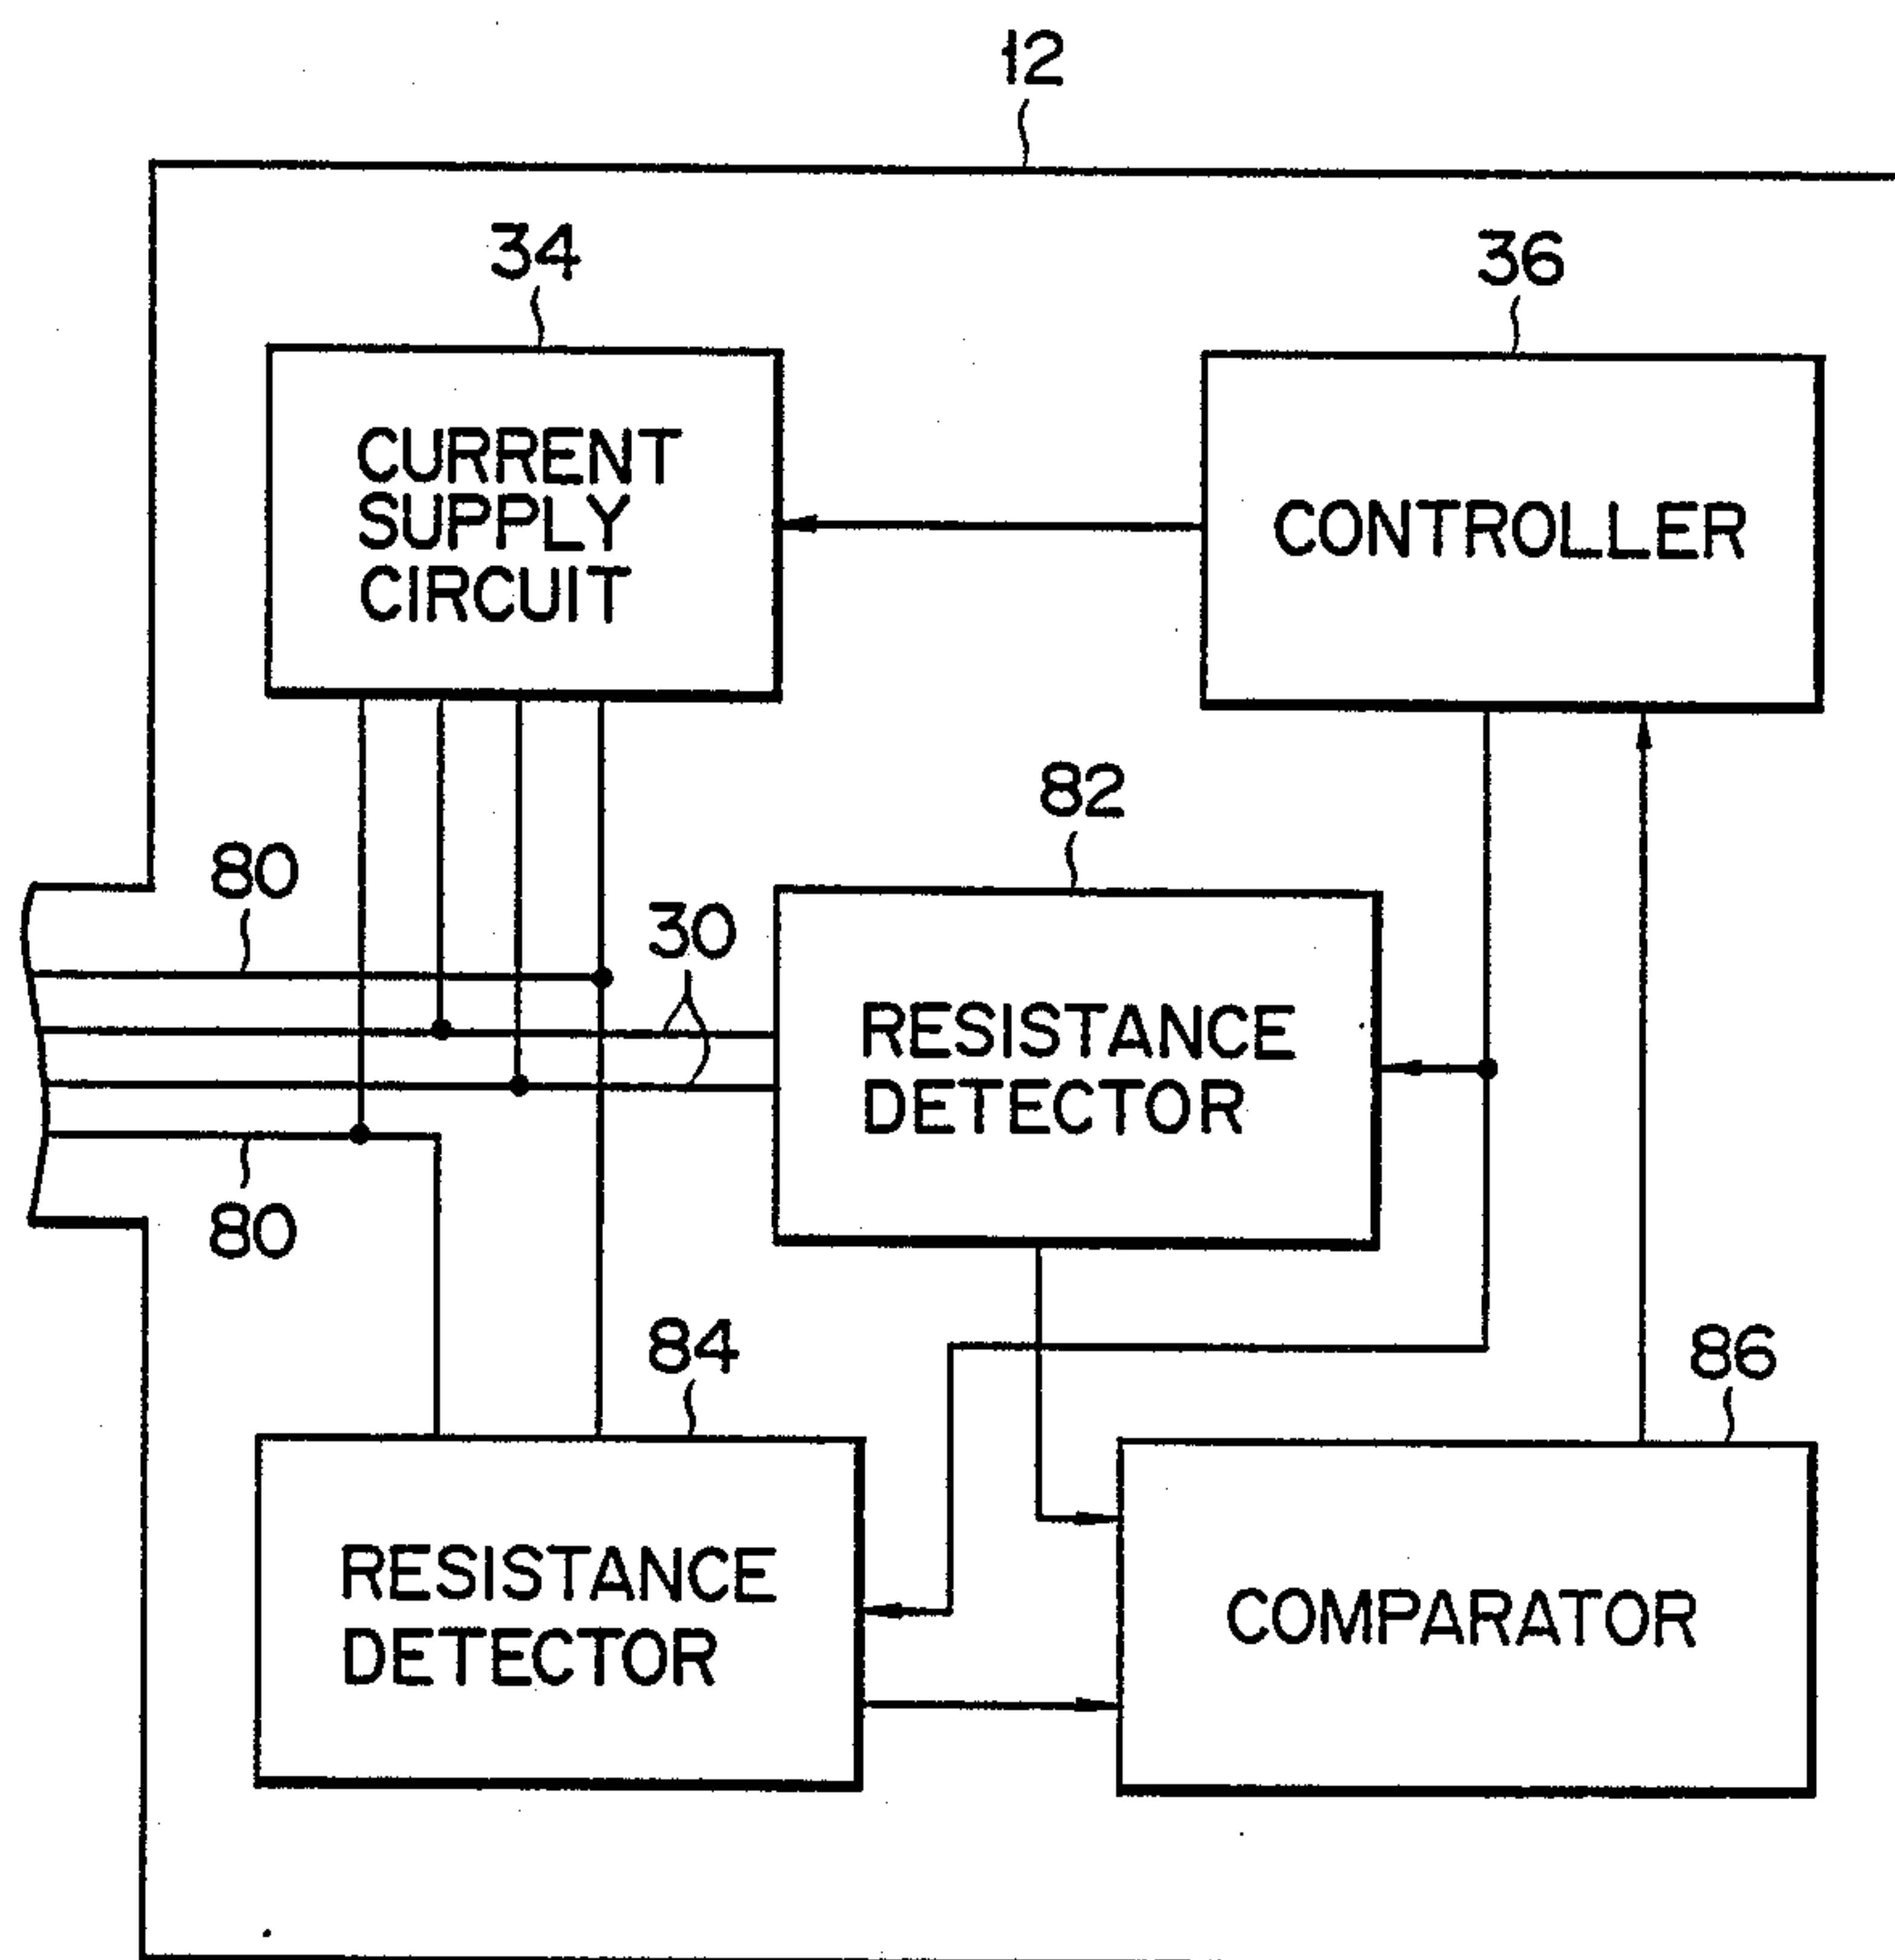 12
34
36
CURRENT
SUPPLY
CIRCUIT
CONTROLLER
82
80
30
RESISTANCE
DETECTOR
80
84
86
RESISTANCE
DETECTOR
COMPARATOR